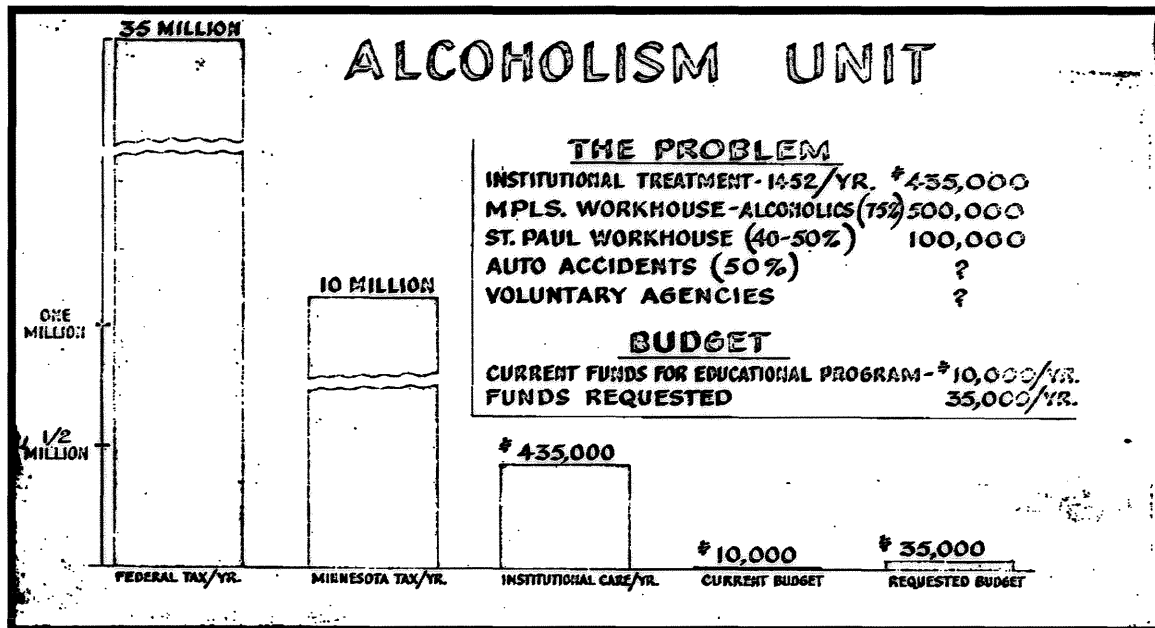 35 MILLION
ALCOHOLISM UNIT
THE PROBLEM
INSTITUTIONAL TREATMENT - 1452/YR. $435,000
MPLS. WORKHOUSE - ALCOHOLICS (752) 500,000
ST. PAUL WORKHOUSE (40-50%) 100,000
AUTO ACCIDENTS (50%) ?
VOLUNTARY AGENCIES ?
BUDGET
CURRENT FUNDS FOR EDUCATIONAL PROGRAM - $10,000/YR.
FUNDS REQUESTED 35,000/YR.
10 MILLION
ONE MILLION
1/2 MILLION
$435,000
$10,000
$35,000
FEDERAL TAX/YR. MINNESOTA TAX/YR. INSTITUTIONAL CARE/YR. CURRENT BUDGET REQUESTED BUDGET